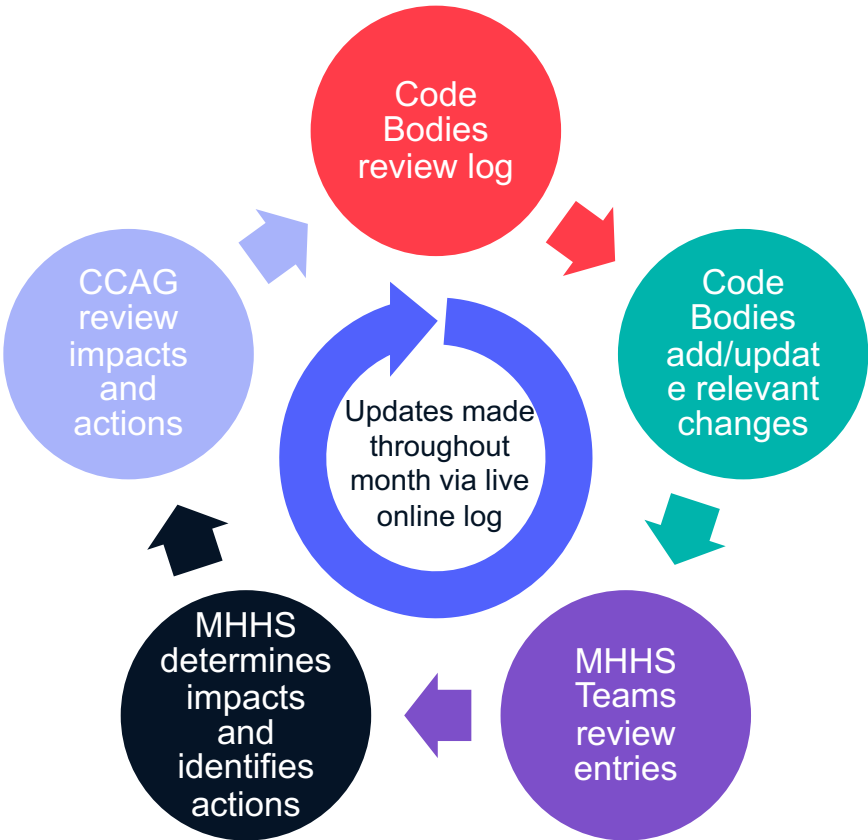 Code
Bodies
review log
Code
Bodies
add/updat
e relevant
changes
MHHS
Teams
review
entries
MHHS
determines
impacts
and
identifies
actions
CCAG
review
impacts
and
actions
Updates made
throughout
month via live
online log